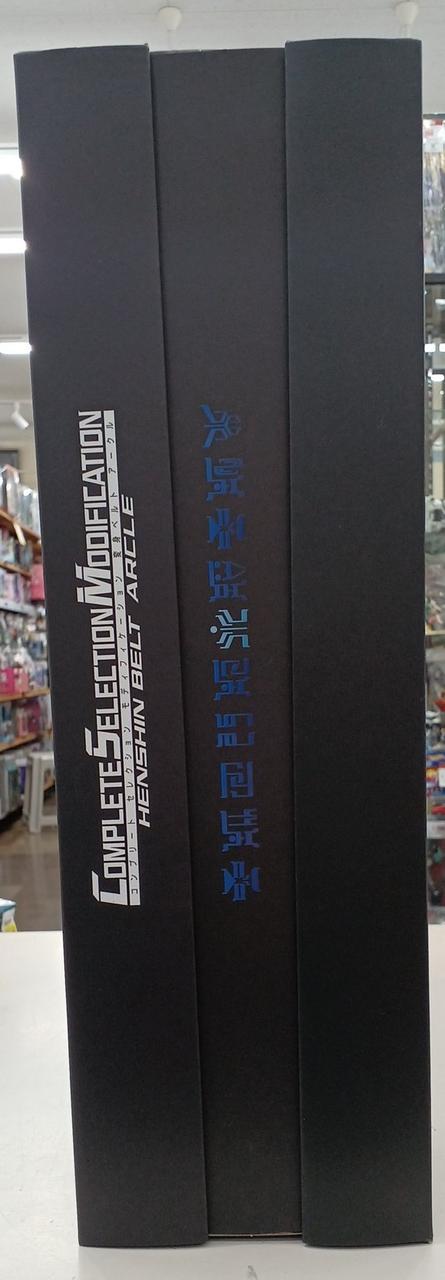 COMPLETE SELECTION MODIFICATION
コンプリート セレクション モディフィケーション 変身ベルト アークル
HENSHIN BELT ARCLE